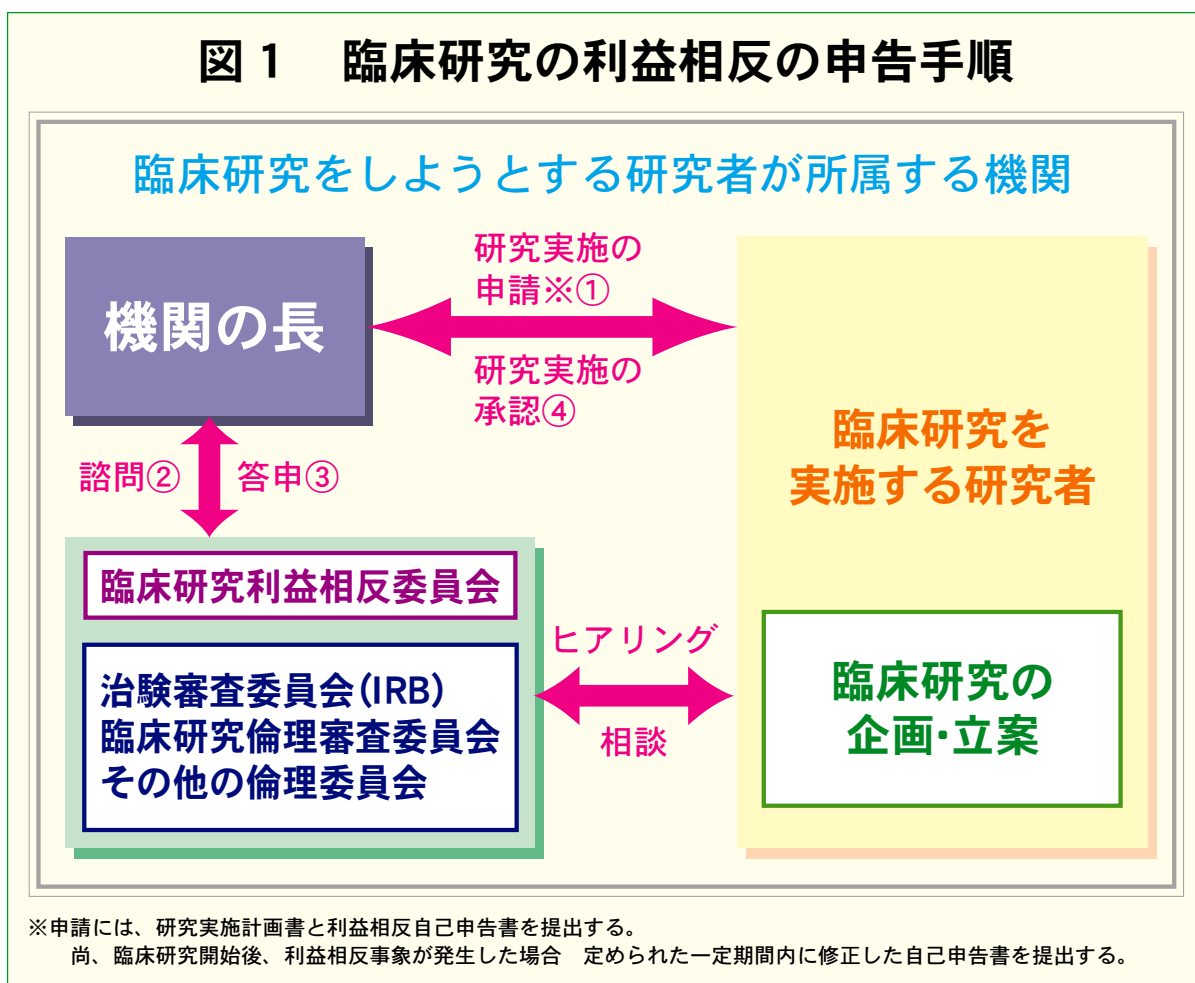 図1 臨床研究の利益相反の申告手順
臨床研究をしようとする研究者が所属する機関
機関の長
研究実施の
申請※①
研究実施の
承認④
諮問② 答申③
臨床研究利益相反委員会
治験審査委員会(IRB)
臨床研究倫理審査委員会
その他の倫理委員会
ヒアリング
相談
臨床研究を
実施する研究者
臨床研究の
企画・立案
※申請には、研究実施計画書と利益相反自己申告書を提出する。
尚、臨床研究開始後、利益相反事象が発生した場合 定められた一定期間内に修正した自己申告書を提出する。